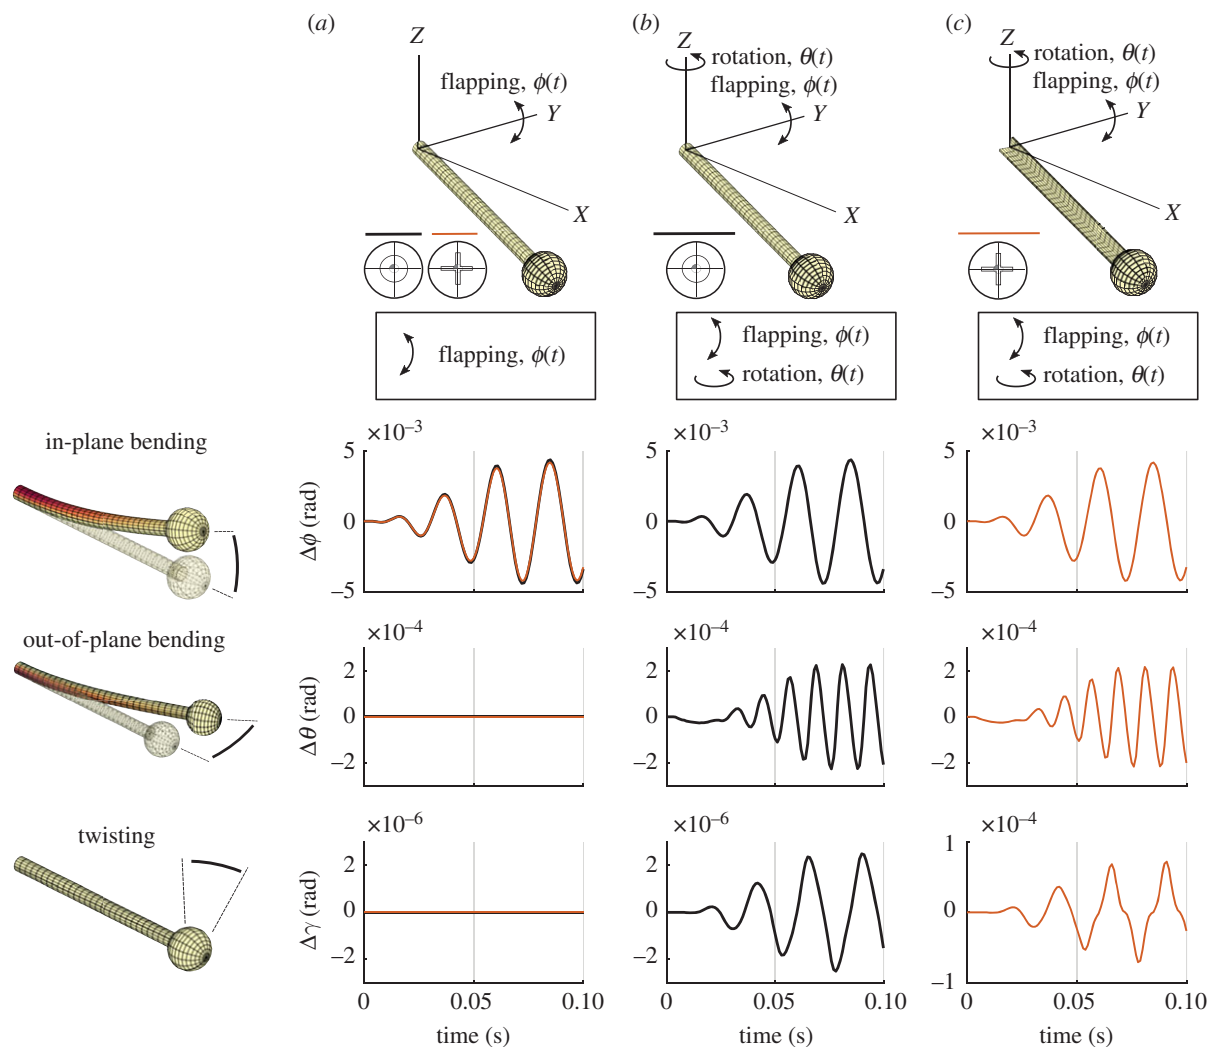 (a)
(b)
(c)
Z
flapping, ϕ(t)
Y
X
Z
rotation, θ(t)
flapping, ϕ(t)
Y
X
Z
rotation, θ(t)
flapping, ϕ(t)
Y
X
flapping, ϕ(t)
flapping, ϕ(t)
rotation, θ(t)
flapping, ϕ(t)
rotation, θ(t)
in-plane bending
×10⁻³
5
0
−5
Δϕ (rad)
×10⁻³
5
0
−5
×10⁻³
5
0
−5
out-of-plane bending
×10⁻⁴
2
0
−2
Δθ (rad)
×10⁻⁴
2
0
−2
×10⁻⁴
2
0
−2
twisting
×10⁻⁶
2
0
−2
Δγ (rad)
0 0.05 0.10
time (s)
×10⁻⁶
2
0
−2
0 0.05 0.10
time (s)
×10⁻⁴
1
0
−1
0 0.05 0.10
time (s)